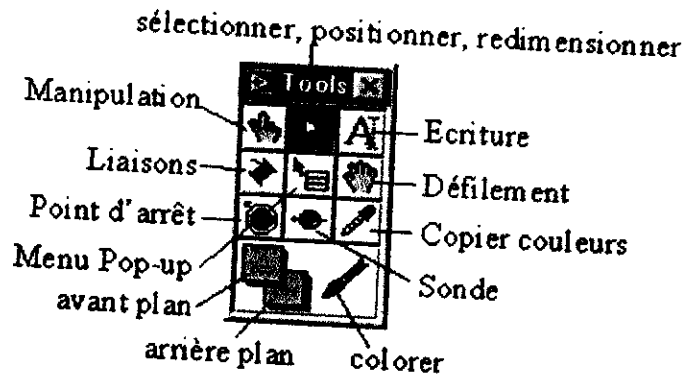 sélectionner, positionner, redimensionner
Tools
Manipulation
Ecriture
Liaisons
Défilement
Point d'arrêt
Copier couleurs
Menu Pop-up
Sonde
avant plan
arrière plan
colorer